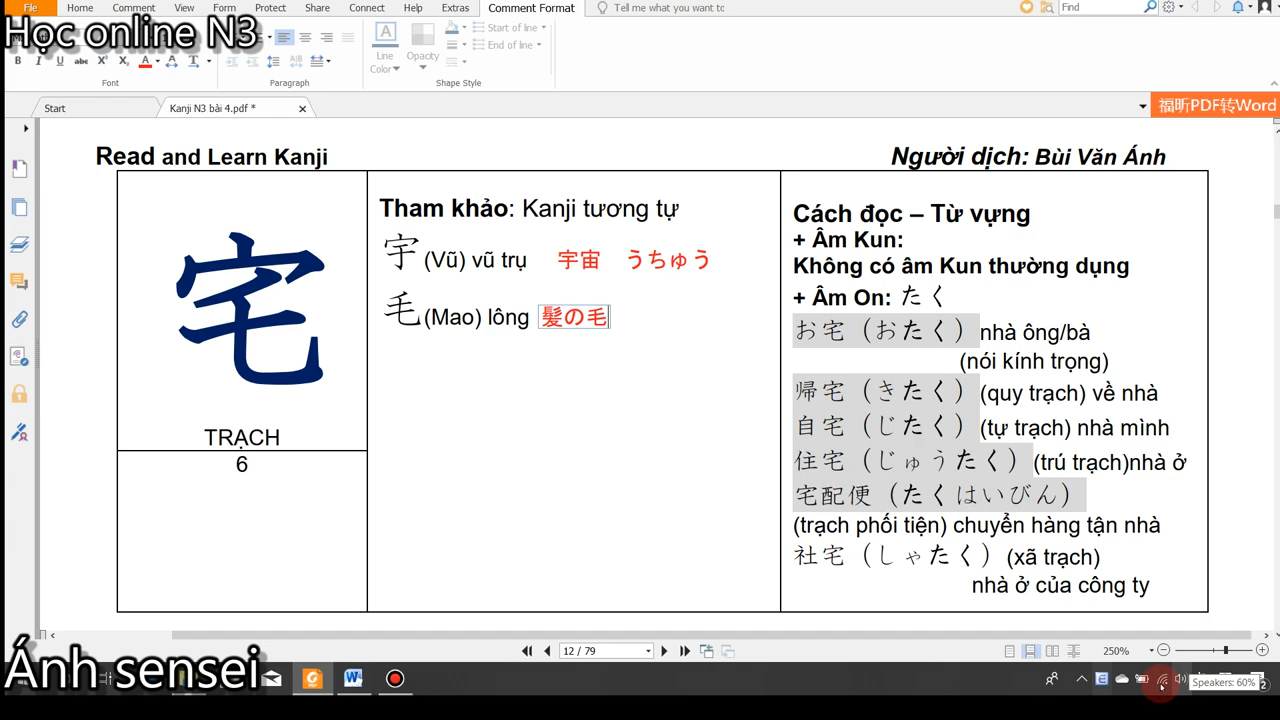 File Home Comment View Form Protect Share Connect Help Extras Comment Format Tell me what you want to Find
Học online N3
Line Color
Opacity
Start of line
End of line
Font Paragraph Shape Style
Start Kanji N3 bài 4.pdf * 福昕PDF转Word
Read and Learn Kanji
Người dịch: Bùi Văn Ánh
宅
TRẠCH
6
Tham khảo: Kanji tương tự
宇 (Vũ) vũ trụ 宇宙 うちゅう
毛 (Mao) lông 髪の毛
Cách đọc – Từ vựng
+ Âm Kun:
Không có âm Kun thường dụng
+ Âm On: たく
お宅（おたく）nhà ông/bà
(nói kính trọng)
帰宅（きたく）(quy trạch) về nhà
自宅（じたく）(tự trạch) nhà mình
住宅（じゅうたく）(trú trạch)nhà ở
宅配便（たくはいびん）
(trạch phối tiện) chuyển hàng tận nhà
社宅（しゃたく）(xã trạch)
nhà ở của công ty
12 / 79
250%
Ánh sensei
Speakers: 60%
2